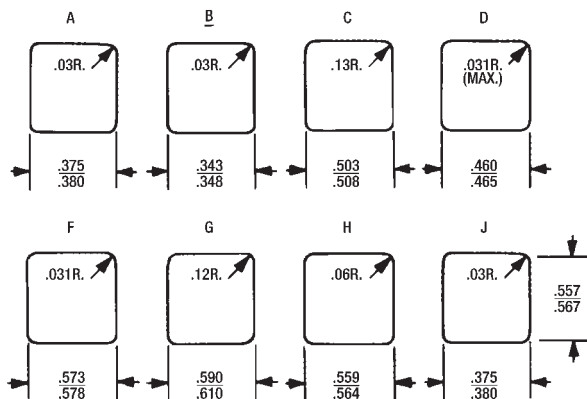 A B C D
.03R. .03R. .13R. .031R.
(MAX.)
.375 .343 .503 .460
.380 .348 .508 .465
F G H J
.031R. .12R. .06R. .03R.
.557
.567
.573 .590 .559 .375
.578 .610 .564 .380